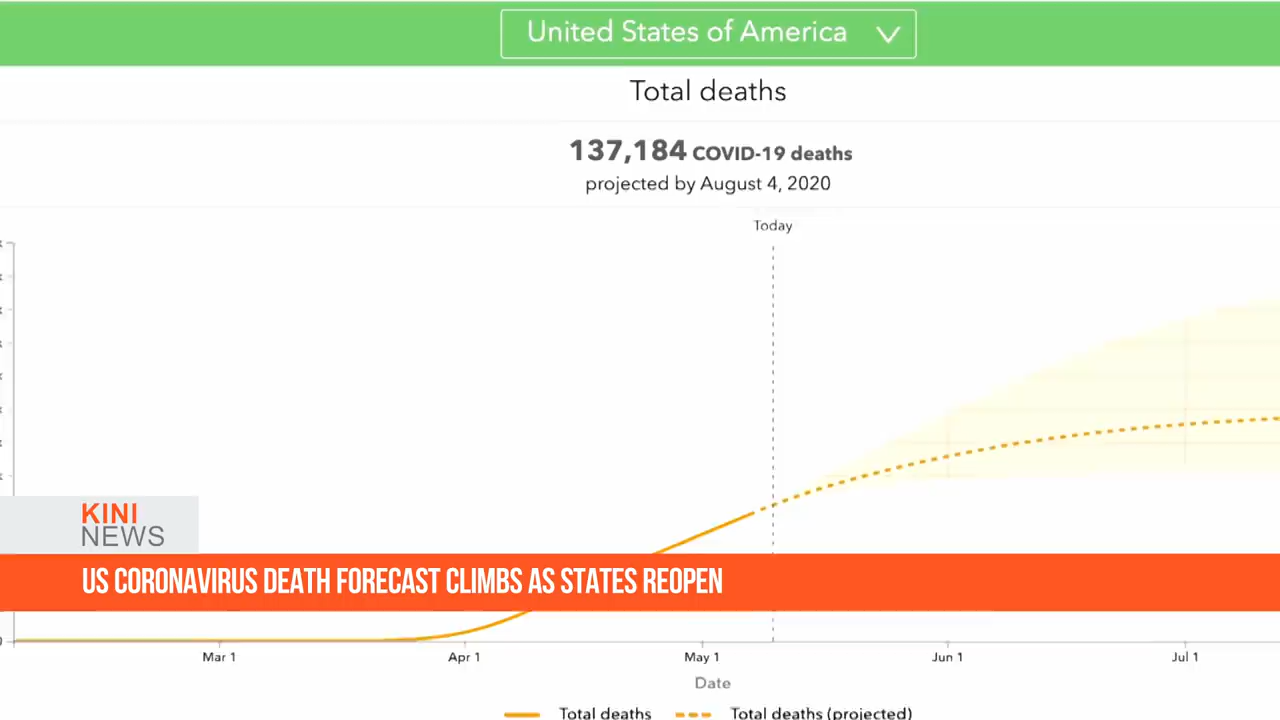 United States of America
Total deaths
137,184 COVID-19 deaths
projected by August 4, 2020
Today
KINI
NEWS
US CORONAVIRUS DEATH FORECAST CLIMBS AS STATES REOPEN
Mar 1 Apr 1 May 1 Jun 1 Jul 1
Date
Total deaths Total deaths (projected)